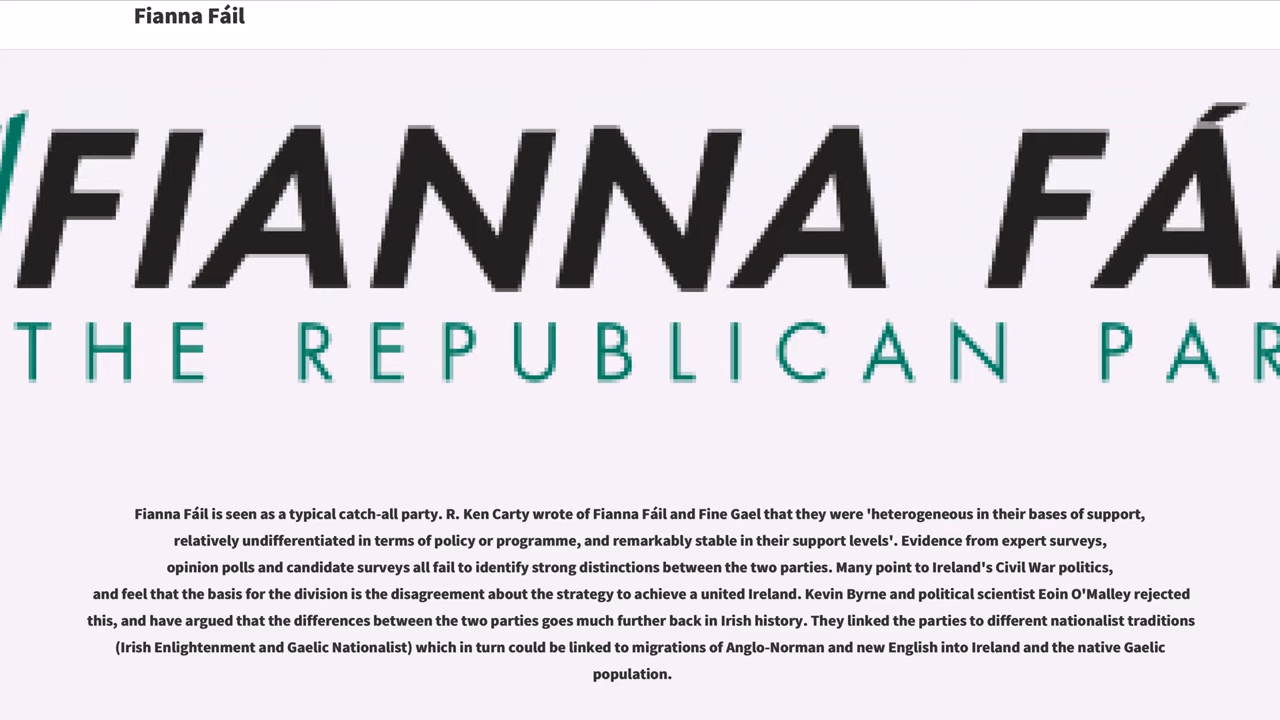 Fianna Fáil
FIANNA FÁ
THE REPUBLICAN PAR
Fianna Fáil is seen as a typical catch-all party. R. Ken Carty wrote of Fianna Fáil and Fine Gael that they were 'heterogeneous in their bases of support,
relatively undifferentiated in terms of policy or programme, and remarkably stable in their support levels'. Evidence from expert surveys,
opinion polls and candidate surveys all fail to identify strong distinctions between the two parties. Many point to Ireland's Civil War politics,
and feel that the basis for the division is the disagreement about the strategy to achieve a united Ireland. Kevin Byrne and political scientist Eoin O'Malley rejected
this, and have argued that the differences between the two parties goes much further back in Irish history. They linked the parties to different nationalist traditions
(Irish Enlightenment and Gaelic Nationalist) which in turn could be linked to migrations of Anglo-Norman and new English into Ireland and the native Gaelic
population.